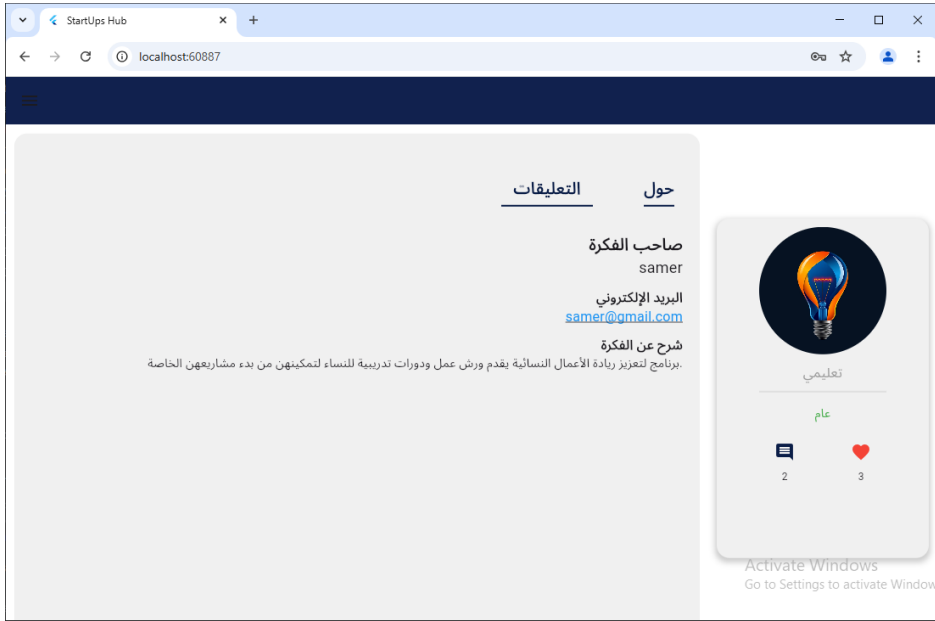 StartUps Hub
localhost:60887
حول
التعليقات
صاحب الفكرة
samer
البريد الإلكتروني
samer@gmail.com
شرح عن الفكرة
.برنامج لتعزيز ريادة الأعمال النسائية يقدم ورش عمل ودورات تدريبية للنساء لتمكينهن من بدء مشاريعهن الخاصة
تعليمي
عام
3
2
Activate Windows
Go to Settings to activate Window